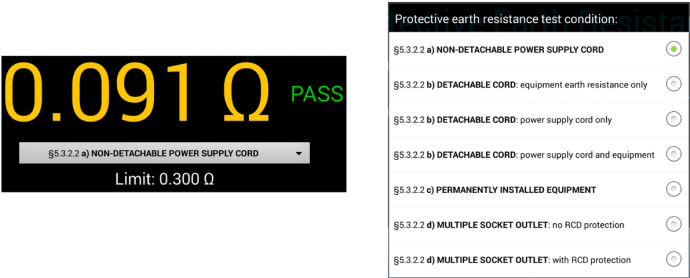 0.091 Ω PASS
§5.3.2.2 a) NON-DETACHABLE POWER SUPPLY CORD
Limit: 0.300 Ω
Protective earth resistance test condition:
§5.3.2.2 a) NON-DETACHABLE POWER SUPPLY CORD
§5.3.2.2 b) DETACHABLE CORD: equipment earth resistance only
§5.3.2.2 b) DETACHABLE CORD: power supply cord only
§5.3.2.2 b) DETACHABLE CORD: power supply cord and equipment
§5.3.2.2 c) PERMANENTLY INSTALLED EQUIPMENT
§5.3.2.2 d) MULTIPLE SOCKET OUTLET: no RCD protection
§5.3.2.2 d) MULTIPLE SOCKET OUTLET: with RCD protection